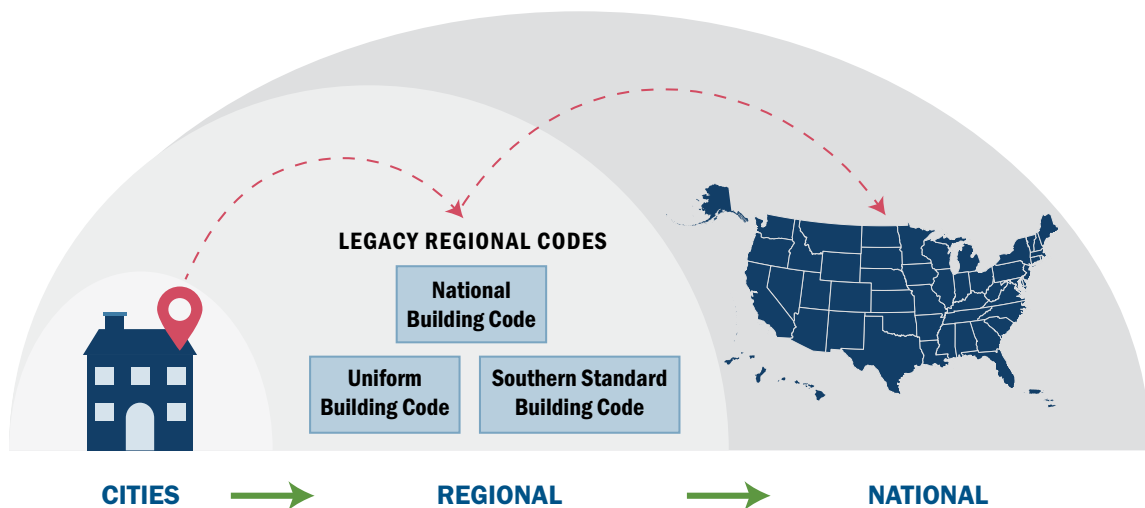 LEGACY REGIONAL CODES
National
Building Code
Uniform
Building Code
Southern Standard
Building Code
CITIES
REGIONAL
NATIONAL